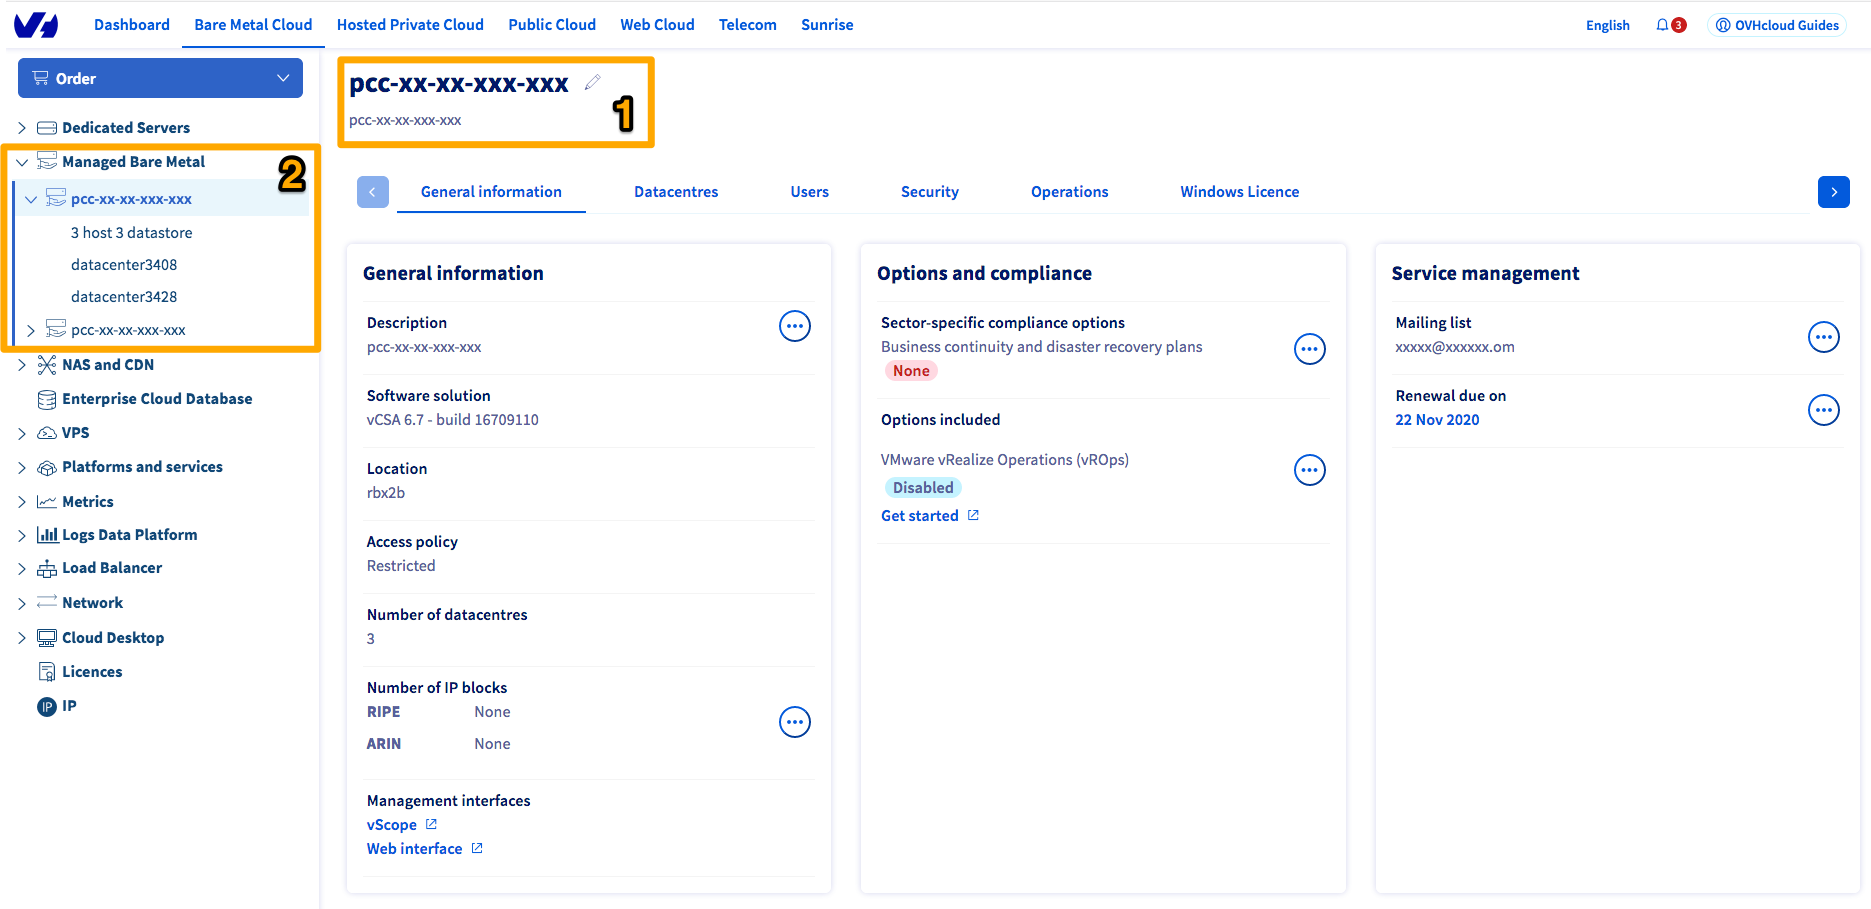 Dashboard Bare Metal Cloud Hosted Private Cloud Public Cloud Web Cloud Telecom Sunrise English 3 OVHcloud Guides
Order
Dedicated Servers
Managed Bare Metal
2
pcc-xx-xx-xxx-xxx
3 host 3 datastore
datacenter3408
datacenter3428
pcc-xx-xx-xxx-xxx
NAS and CDN
Enterprise Cloud Database
VPS
Platforms and services
Metrics
Logs Data Platform
Load Balancer
Network
Cloud Desktop
Licences
IP IP
pcc-xx-xx-xxx-xxx
1
pcc-xx-xx-xxx-xxx
General information Datacentres Users Security Operations Windows Licence
General information
Description
pcc-xx-xx-xxx-xxx
Software solution
vCSA 6.7 - build 16709110
Location
rbx2b
Access policy
Restricted
Number of datacentres
3
Number of IP blocks
RIPE None
ARIN None
Management interfaces
vScope
Web interface
Options and compliance
Sector-specific compliance options
Business continuity and disaster recovery plans
None
Options included
VMware vRealize Operations (vROps)
Disabled
Get started
Service management
Mailing list
xxxxx@xxxxxx.om
Renewal due on
22 Nov 2020